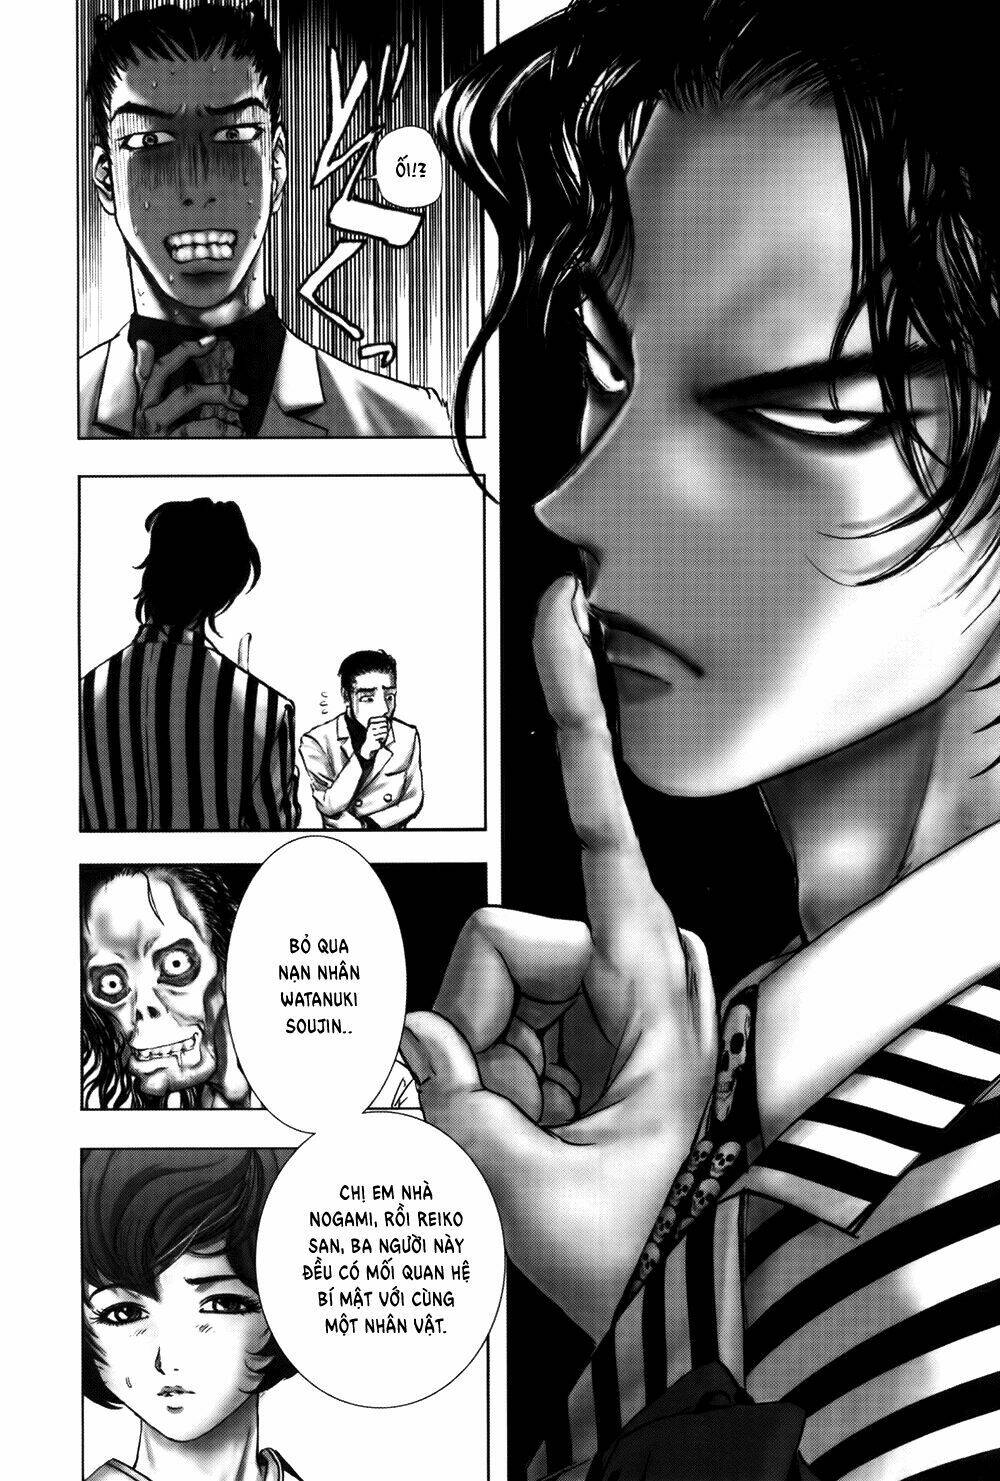 ỐI!?
BỎ QUA
NẠN NHÂN
WATANUKI
SOUJIN..
CHỊ EM NHÀ
NOGAMI, RỒI REIKO
SAN, BA NGƯỜI NÀY
ĐỀU CÓ MỐI QUAN HỆ
BÍ MẬT VỚI CÙNG
MỘT NHÂN VẬT.